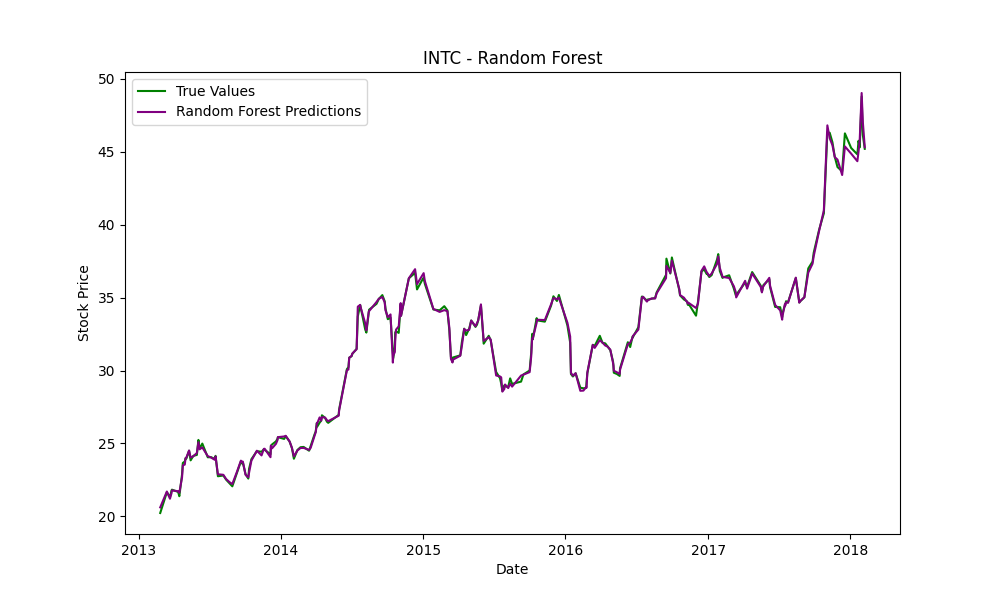 INTC - Random Forest
True Values
Random Forest Predictions
Stock Price
50
45
40
35
30
25
20
2013 2014 2015 2016 2017 2018
Date